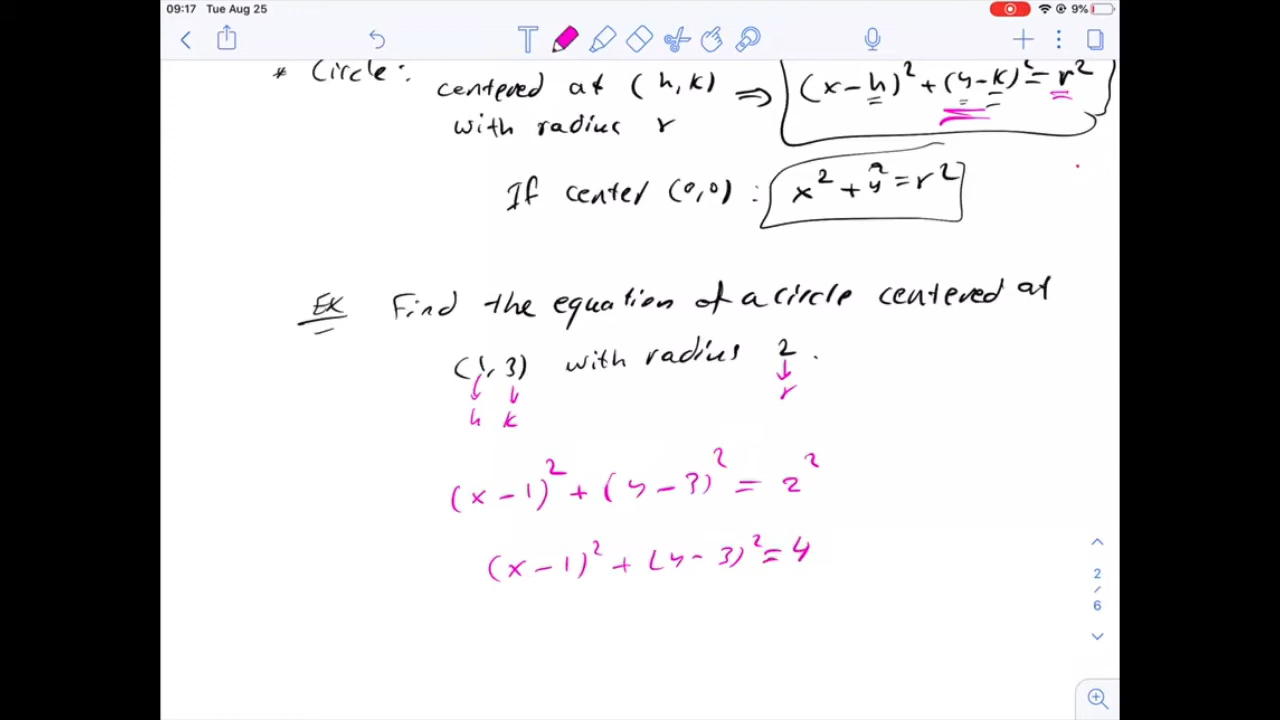 09:17 Tue Aug 25
9%
T
* Circle:
centered at (h,k) ⇒ (x-h)² + (y-k)² = r²
with radius r
If center (0,0) : x² + y² = r²
EX Find the equation of a circle centered at
(1, 3) with radius 2 .
h k r
(x-1)² + (y-3)² = 2²
(x-1)² + (y-3)² = 4
2
/
6